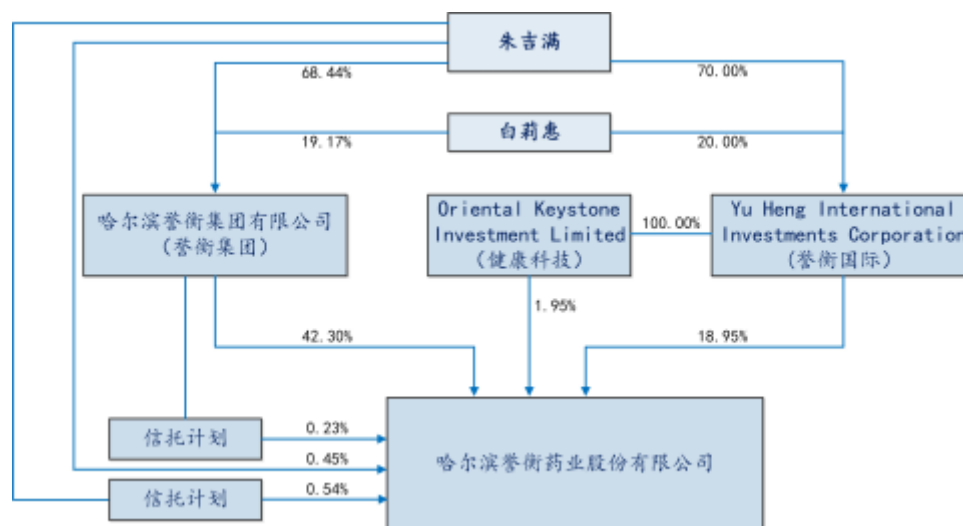 朱吉满
68.44%
70.00%
白莉惠
19.17%
20.00%
哈尔滨誉衡集团有限公司
(誉衡集团)
Oriental Keystone
Investment Limited
(健康科技)
100.00%
Yu Heng International
Investments Corporation
(誉衡国际)
1.95%
42.30%
18.95%
信托计划
0.23%
0.45%
哈尔滨誉衡药业股份有限公司
信托计划
0.54%